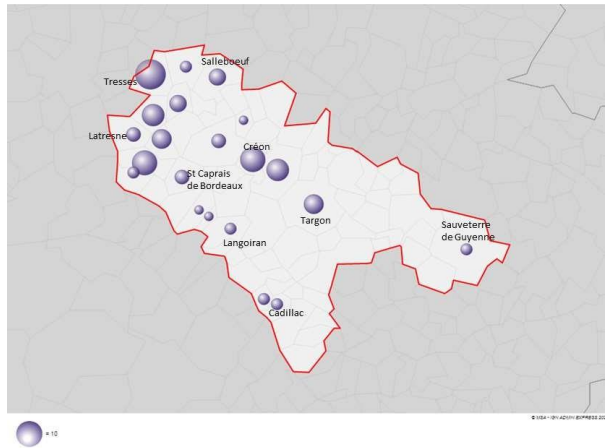 Salleboeuf
Tresses
Latresne
Créon
St Caprais
de Bordeaux
Targon
Sauveterre
de Guyenne
Langoiran
Cadillac
= 10